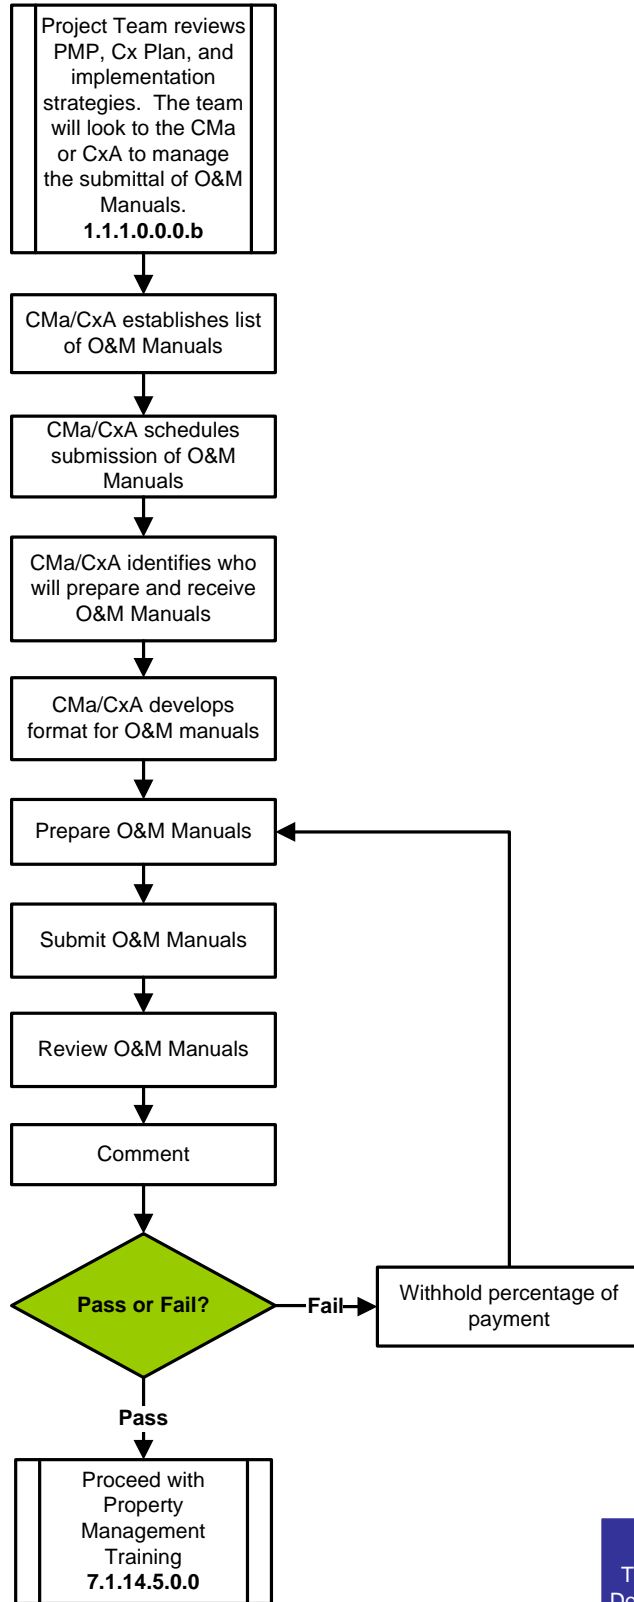 Project Team reviews
PMP, Cx Plan, and
implementation
strategies. The team
will look to the CMa
or CxA to manage
the submittal of O&M
Manuals.
1.1.1.0.0.0.b
CMa/CxA establishes list
of O&M Manuals
CMa/CxA schedules
submission of O&M
Manuals
CMa/CxA identifies who
will prepare and receive
O&M Manuals
CMa/CxA develops
format for O&M manuals
Prepare O&M Manuals
Submit O&M Manuals
Review O&M Manuals
Comment
Pass or Fail?
Fail
Withhold percentage of
payment
Pass
Proceed with
Property
Management
Training
7.1.14.5.0.0